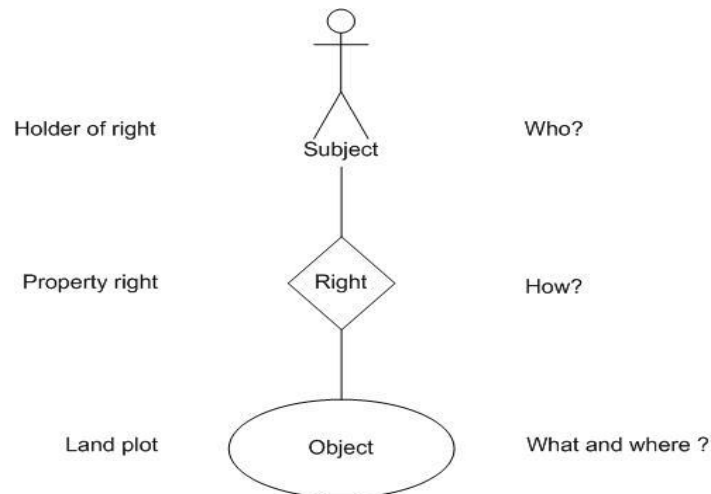 Holder of right
Subject
Who?
Property right
Right
How?
Land plot
Object
What and where ?